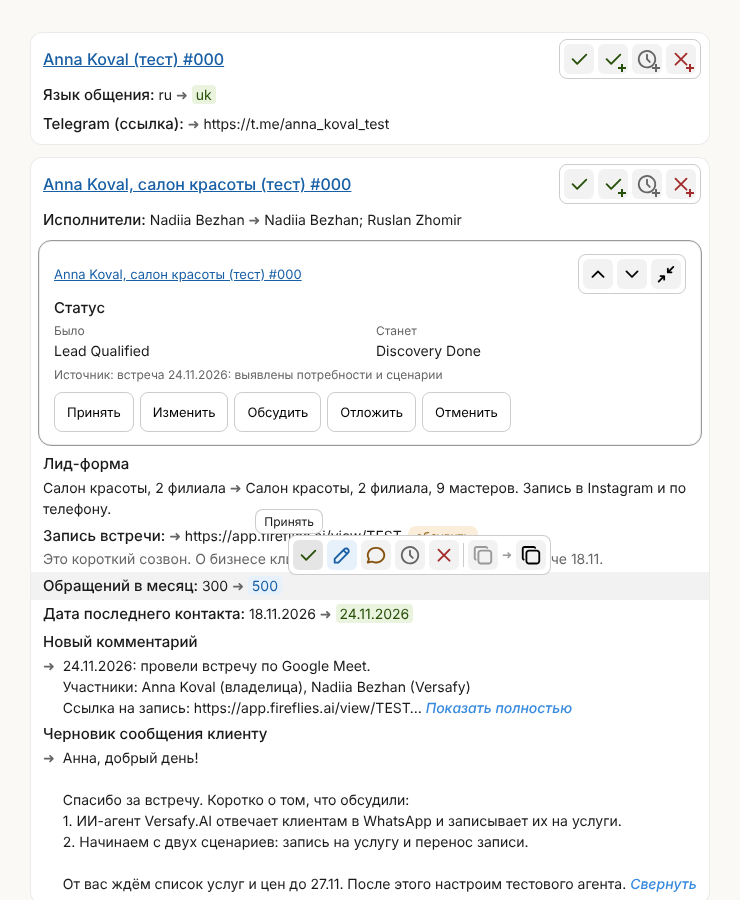 Anna Koval (тест) #000
Язык общения: ru → uk
Telegram (ссылка): → https://t.me/anna_koval_test
Anna Koval, салон красоты (тест) #000
Исполнители: Nadiia Bezhan → Nadiia Bezhan; Ruslan Zhomir
Anna Koval, салон красоты (тест) #000
Статус
Было Станет
Lead Qualified Discovery Done
Источник: встреча 24.11.2026: выявлены потребности и сценарии
Принять Изменить Обсудить Отложить Отменить
Лид-форма
Салон красоты, 2 филиала → Салон красоты, 2 филиала, 9 мастеров. Запись в Instagram и по
телефону.
Принять
Запись встречи: → https://app.fireflies.ai/view/TEST
Это короткий созвон. О бизнесе че 18.11.
Обращений в месяц: 300 → 500
Дата последнего контакта: 18.11.2026 → 24.11.2026
Новый комментарий
→ 24.11.2026: провели встречу по Google Meet.
Участники: Anna Koval (владелица), Nadiia Bezhan (Versafy)
Ссылка на запись: https://app.fireflies.ai/view/TEST... Показать полностью
Черновик сообщения клиенту
→ Анна, добрый день!
Спасибо за встречу. Коротко о том, что обсудили:
1. ИИ-агент Versafy.AI отвечает клиентам в WhatsApp и записывает их на услуги.
2. Начинаем с двух сценариев: запись на услугу и перенос записи.
От вас ждём список услуг и цен до 27.11. После этого настроим тестового агента. Свернуть